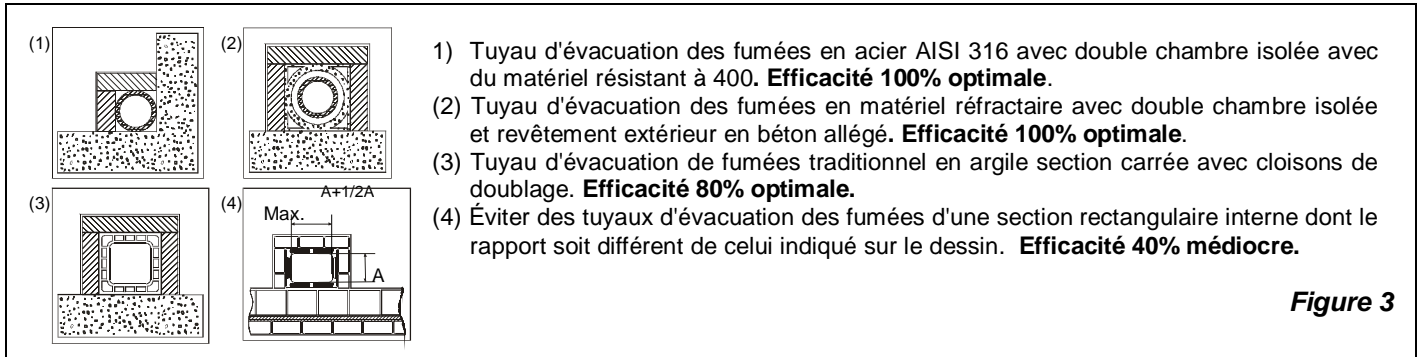 (1)
(2)
(3)
(4)
A+1/2A
Max.
A
1) Tuyau d'évacuation des fumées en acier AISI 316 avec double chambre isolée avec
du matériel résistant à 400. Efficacité 100% optimale.
(2) Tuyau d'évacuation des fumées en matériel réfractaire avec double chambre isolée
et revêtement extérieur en béton allégé. Efficacité 100% optimale.
(3) Tuyau d'évacuation de fumées traditionnel en argile section carrée avec cloisons de
doublage. Efficacité 80% optimale.
(4) Éviter des tuyaux d'évacuation des fumées d'une section rectangulaire interne dont le
rapport soit différent de celui indiqué sur le dessin. Efficacité 40% médiocre.
Figure 3